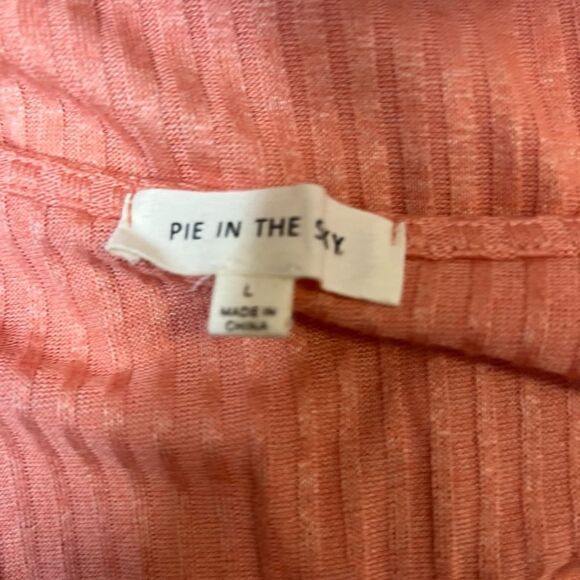 PIE IN THE SKY
L
MADE IN
CHINA